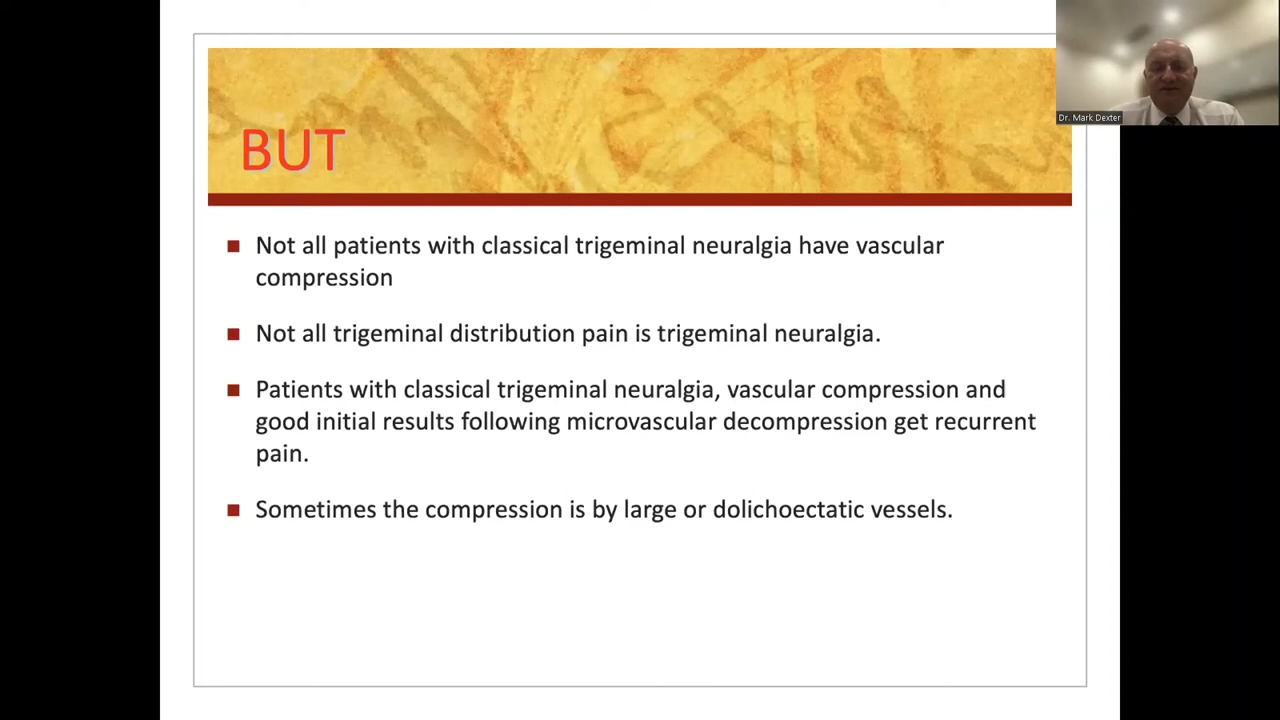 BUT
Dr. Mark Dexter
Not all patients with classical trigeminal neuralgia have vascular
compression
Not all trigeminal distribution pain is trigeminal neuralgia.
Patients with classical trigeminal neuralgia, vascular compression and
good initial results following microvascular decompression get recurrent
pain.
Sometimes the compression is by large or dolichoectatic vessels.